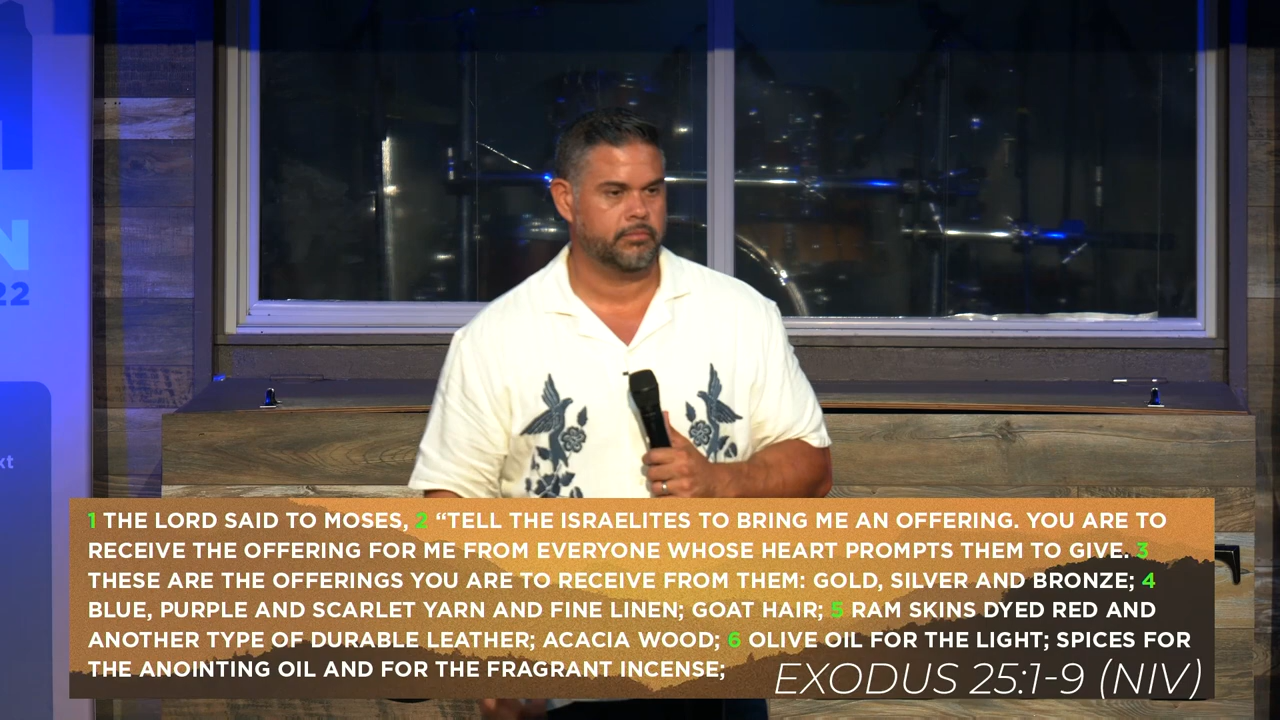 N
22
xt
1 THE LORD SAID TO MOSES, 2 “TELL THE ISRAELITES TO BRING ME AN OFFERING. YOU ARE TO
RECEIVE THE OFFERING FOR ME FROM EVERYONE WHOSE HEART PROMPTS THEM TO GIVE. 3
THESE ARE THE OFFERINGS YOU ARE TO RECEIVE FROM THEM: GOLD, SILVER AND BRONZE; 4
BLUE, PURPLE AND SCARLET YARN AND FINE LINEN; GOAT HAIR; 5 RAM SKINS DYED RED AND
ANOTHER TYPE OF DURABLE LEATHER; ACACIA WOOD; 6 OLIVE OIL FOR THE LIGHT; SPICES FOR
THE ANOINTING OIL AND FOR THE FRAGRANT INCENSE;
EXODUS 25:1-9 (NIV)